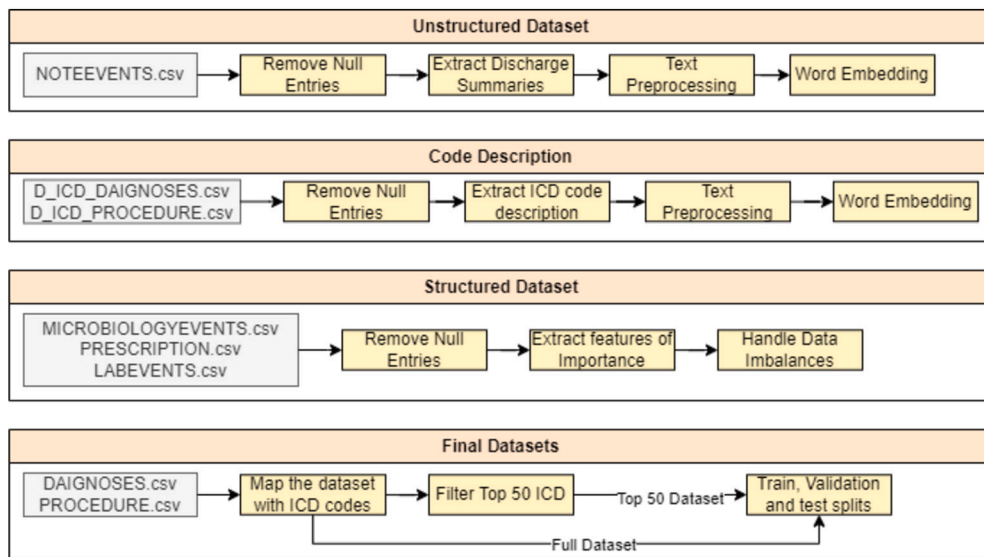 Unstructured Dataset
NOTEEVENTS.csv
Remove Null
Entries
Extract Discharge
Summaries
Text
Preprocessing
Word Embedding
Code Description
D_ICD_DAIGNOSES.csv
D_ICD_PROCEDURE.csv
Remove Null
Entries
Extract ICD code
description
Text
Preprocessing
Word Embedding
Structured Dataset
MICROBIOLOGYEVENTS.csv
PRESCRIPTION.csv
LABEVENTS.csv
Remove Null
Entries
Extract features of
Importance
Handle Data
Imbalances
Final Datasets
DAIGNOSES.csv
PROCEDURE.csv
Map the dataset
with ICD codes
Filter Top 50 ICD
Top 50 Dataset
Train, Validation
and test splits
Full Dataset